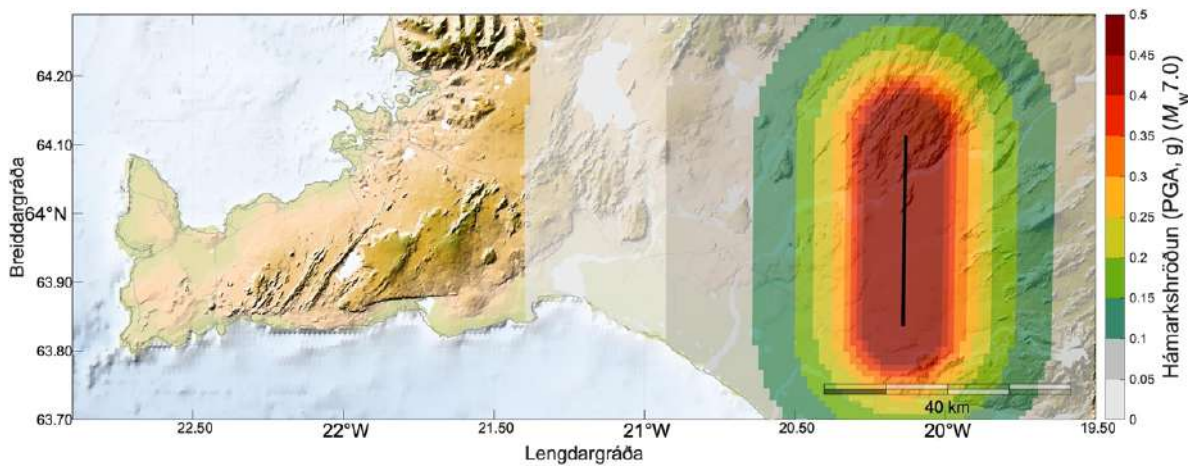 64.20
64.10
64°N
63.90
63.80
63.70
22.50
22°W
21.50
21°W
20.50
20°W
19.50
Breiddargráða
Lengdargráða
40 km
0.5
0.45
0.4
0.35
0.3
0.25
0.2
0.15
0.1
0.05
0
Hámarkshröðun (PGA, g) (Mw7.0)